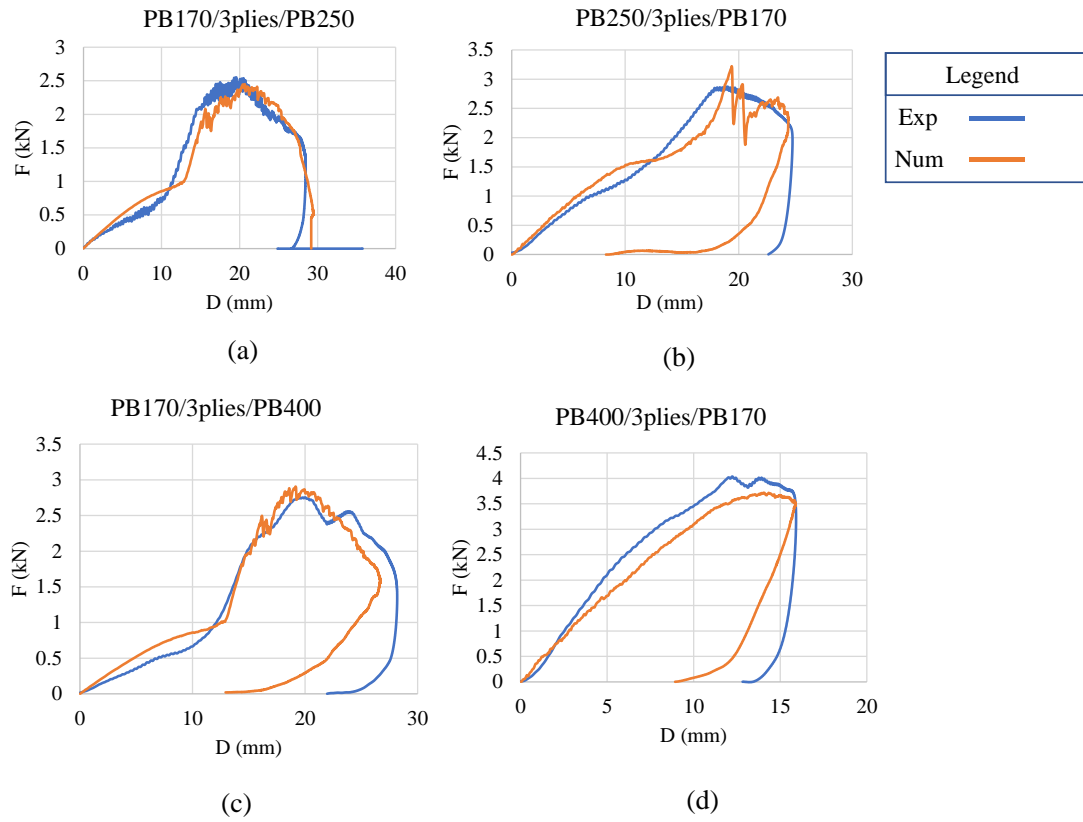 PB170/3plies/PB250
F (kN)
3
2.5
2
1.5
1
0.5
0
0 10 20 30 40
D (mm)
(a)
PB250/3plies/PB170
F (kN)
3.5
3
2.5
2
1.5
1
0.5
0
0 10 20 30
D (mm)
(b)
Legend
Exp
Num
PB170/3plies/PB400
F (kN)
3.5
3
2.5
2
1.5
1
0.5
0
0 10 20 30
D (mm)
(c)
PB400/3plies/PB170
F (kN)
4.5
4
3.5
3
2.5
2
1.5
1
0.5
0
0 5 10 15 20
D (mm)
(d)